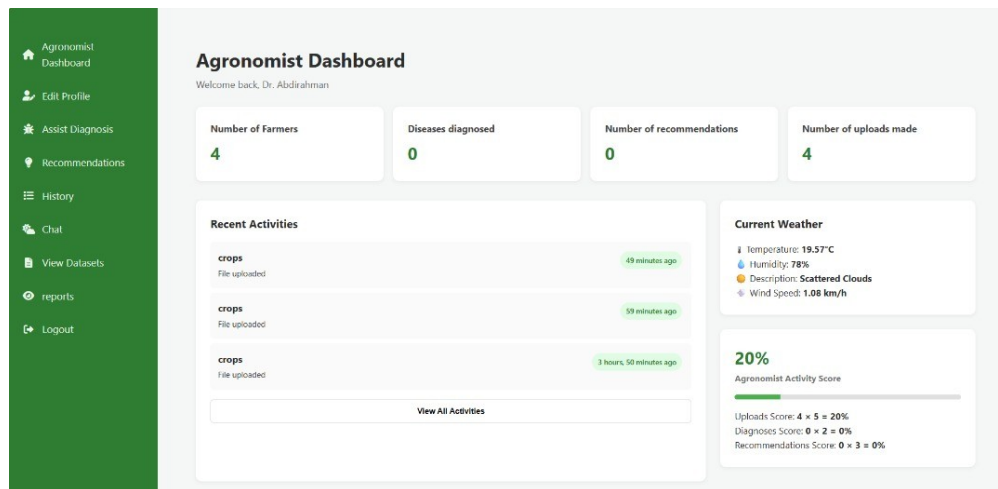 Agronomist
Dashboard
Edit Profile
Assist Diagnosis
Recommendations
History
Chat
View Datasets
reports
Logout
Agronomist Dashboard
Welcome back, Dr. Abdirahman
Number of Farmers
4
Diseases diagnosed
0
Number of recommendations
0
Number of uploads made
4
Recent Activities
crops
File uploaded
49 minutes ago
crops
File uploaded
59 minutes ago
crops
File uploaded
3 hours, 50 minutes ago
View All Activities
Current Weather
Temperature: 19.57°C
Humidity: 78%
Description: Scattered Clouds
Wind Speed: 1.08 km/h
20%
Agronomist Activity Score
Uploads Score: 4 × 5 = 20%
Diagnoses Score: 0 × 2 = 0%
Recommendations Score: 0 × 3 = 0%